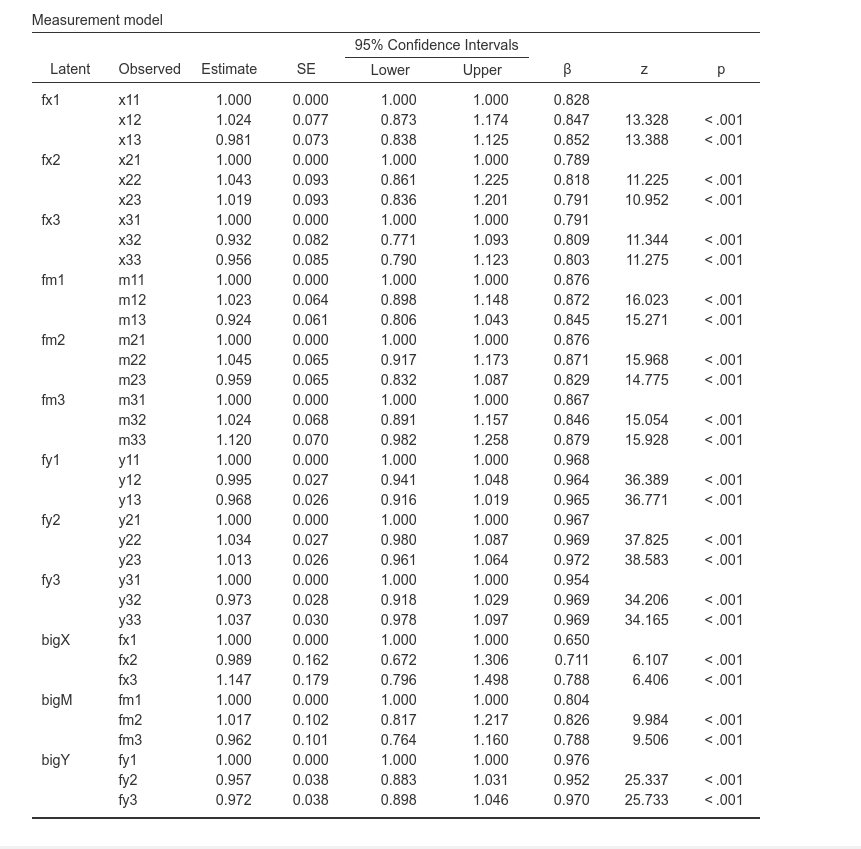 Measurement model
95% Confidence Intervals
Latent Observed Estimate SE Lower Upper β z p
fx1 x11 1.000 0.000 1.000 1.000 0.828
x12 1.024 0.077 0.873 1.174 0.847 13.328 < .001
x13 0.981 0.073 0.838 1.125 0.852 13.388 < .001
fx2 x21 1.000 0.000 1.000 1.000 0.789
x22 1.043 0.093 0.861 1.225 0.818 11.225 < .001
x23 1.019 0.093 0.836 1.201 0.791 10.952 < .001
fx3 x31 1.000 0.000 1.000 1.000 0.791
x32 0.932 0.082 0.771 1.093 0.809 11.344 < .001
x33 0.956 0.085 0.790 1.123 0.803 11.275 < .001
fm1 m11 1.000 0.000 1.000 1.000 0.876
m12 1.023 0.064 0.898 1.148 0.872 16.023 < .001
m13 0.924 0.061 0.806 1.043 0.845 15.271 < .001
fm2 m21 1.000 0.000 1.000 1.000 0.876
m22 1.045 0.065 0.917 1.173 0.871 15.968 < .001
m23 0.959 0.065 0.832 1.087 0.829 14.775 < .001
fm3 m31 1.000 0.000 1.000 1.000 0.867
m32 1.024 0.068 0.891 1.157 0.846 15.054 < .001
m33 1.120 0.070 0.982 1.258 0.879 15.928 < .001
fy1 y11 1.000 0.000 1.000 1.000 0.968
y12 0.995 0.027 0.941 1.048 0.964 36.389 < .001
y13 0.968 0.026 0.916 1.019 0.965 36.771 < .001
fy2 y21 1.000 0.000 1.000 1.000 0.967
y22 1.034 0.027 0.980 1.087 0.969 37.825 < .001
y23 1.013 0.026 0.961 1.064 0.972 38.583 < .001
fy3 y31 1.000 0.000 1.000 1.000 0.954
y32 0.973 0.028 0.918 1.029 0.969 34.206 < .001
y33 1.037 0.030 0.978 1.097 0.969 34.165 < .001
bigX fx1 1.000 0.000 1.000 1.000 0.650
fx2 0.989 0.162 0.672 1.306 0.711 6.107 < .001
fx3 1.147 0.179 0.796 1.498 0.788 6.406 < .001
bigM fm1 1.000 0.000 1.000 1.000 0.804
fm2 1.017 0.102 0.817 1.217 0.826 9.984 < .001
fm3 0.962 0.101 0.764 1.160 0.788 9.506 < .001
bigY fy1 1.000 0.000 1.000 1.000 0.976
fy2 0.957 0.038 0.883 1.031 0.952 25.337 < .001
fy3 0.972 0.038 0.898 1.046 0.970 25.733 < .001